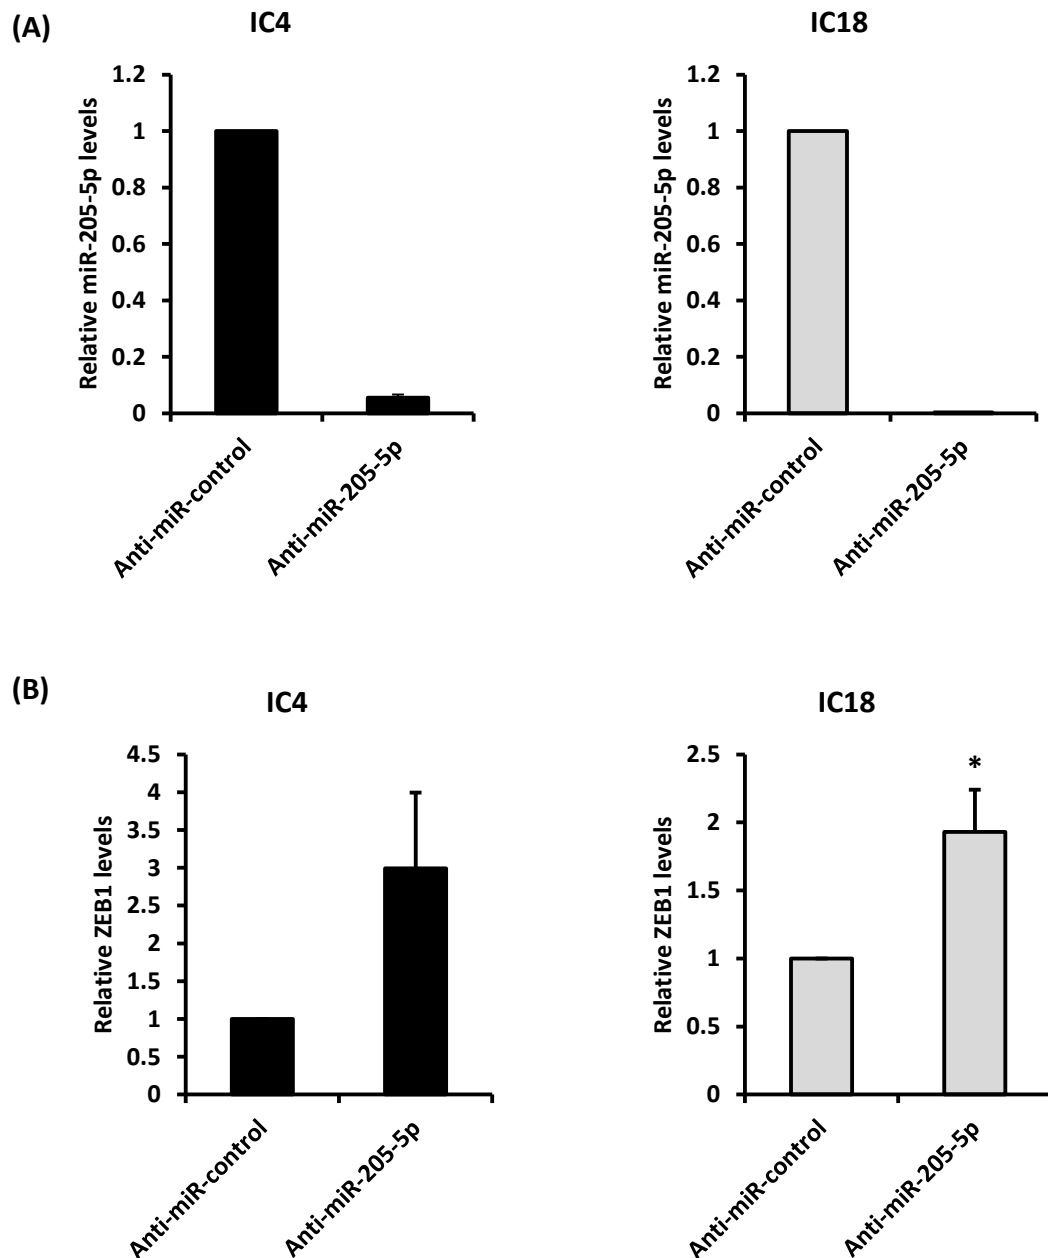 (A)
IC4
IC18
Relative miR-205-5p levels
1.2
1
0.8
0.6
0.4
0.2
0
Anti-miR-control
Anti-miR-205-5p
Relative miR-205-5p levels
1.2
1
0.8
0.6
0.4
0.2
0
Anti-miR-control
Anti-miR-205-5p
(B)
IC4
IC18
Relative ZEB1 levels
4.5
4
3.5
3
2.5
2
1.5
1
0.5
0
Anti-miR-control
Anti-miR-205-5p
Relative ZEB1 levels
2.5
2
1.5
1
0.5
0
*
Anti-miR-control
Anti-miR-205-5p